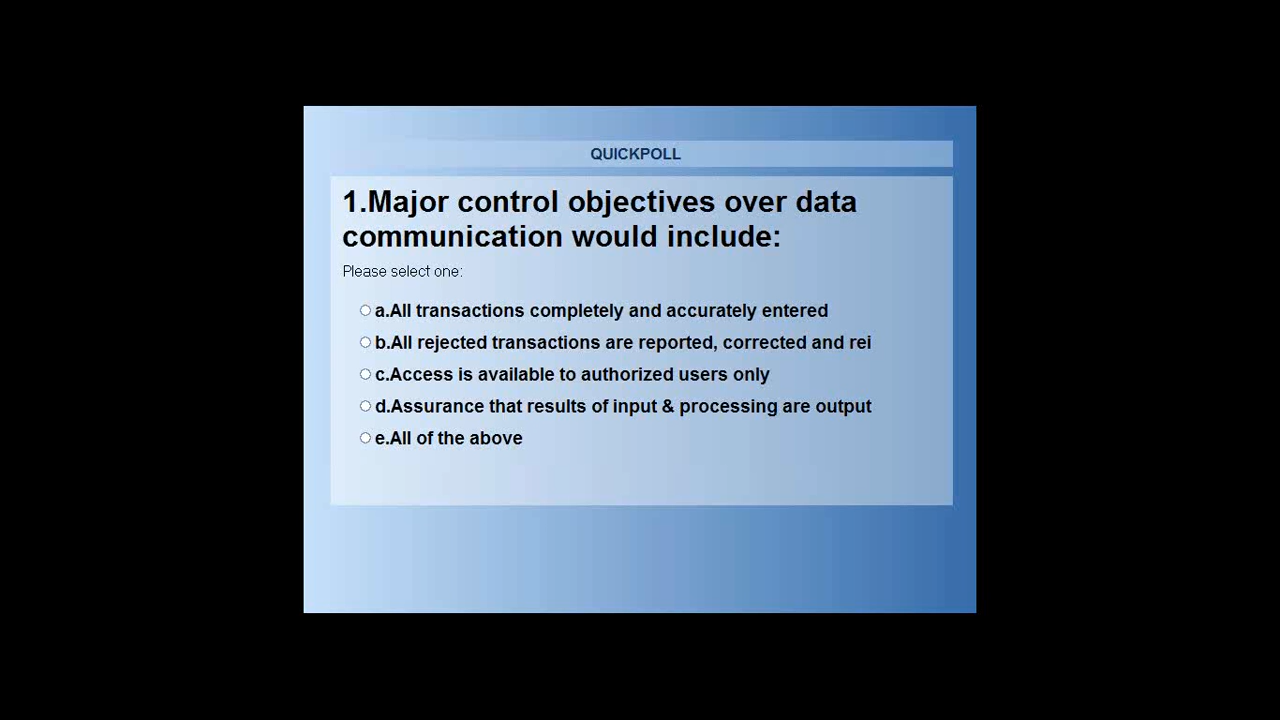 QUICKPOLL
1.Major control objectives over data
communication would include:
Please select one:
a.All transactions completely and accurately entered
b.All rejected transactions are reported, corrected and rei
c.Access is available to authorized users only
d.Assurance that results of input & processing are output
e.All of the above